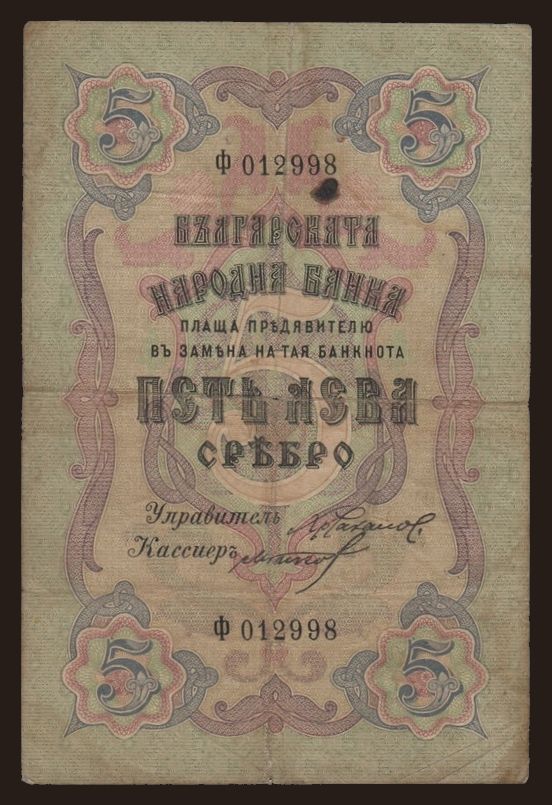 5 5
Ф 012998
БЪЛГАРСКАТА
НАРОДНА БАНКА
ПЛАЩА ПРѢДЯВИТЕЛЮ
ВЪ ЗАМѢНА НА ТАЯ БАНКНОТА
5
ПЕТЬ ЛЕВА
СРѢБРО
Управитель
Кассиеръ
Ф 012998
5 5